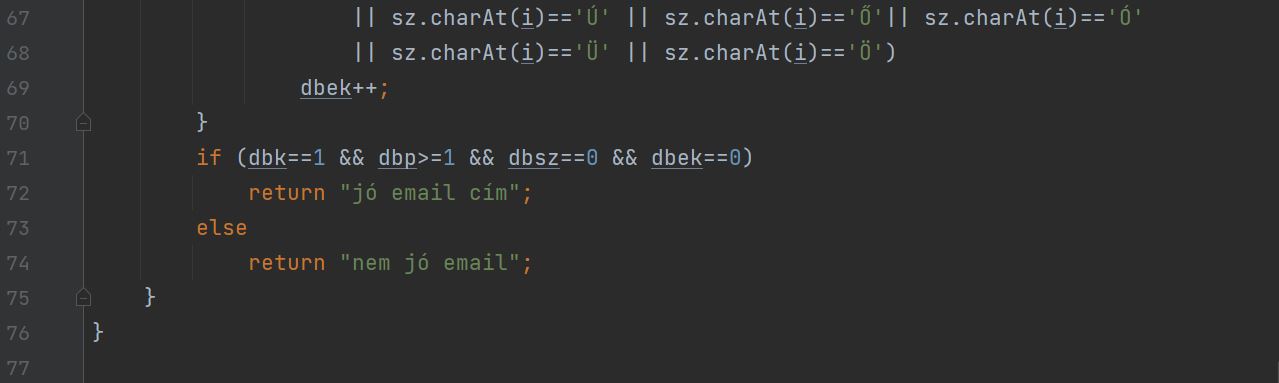 67 || sz.charAt(i)=='Ú' || sz.charAt(i)=='Ő'|| sz.charAt(i)=='Ó'
68 || sz.charAt(i)=='Ü' || sz.charAt(i)=='Ö')
69 dbek++;
70 }
71 if (dbk==1 && dbp>=1 && dbsz==0 && dbek==0)
72 return "jó email cím";
73 else
74 return "nem jó email";
75 }
76 }
77